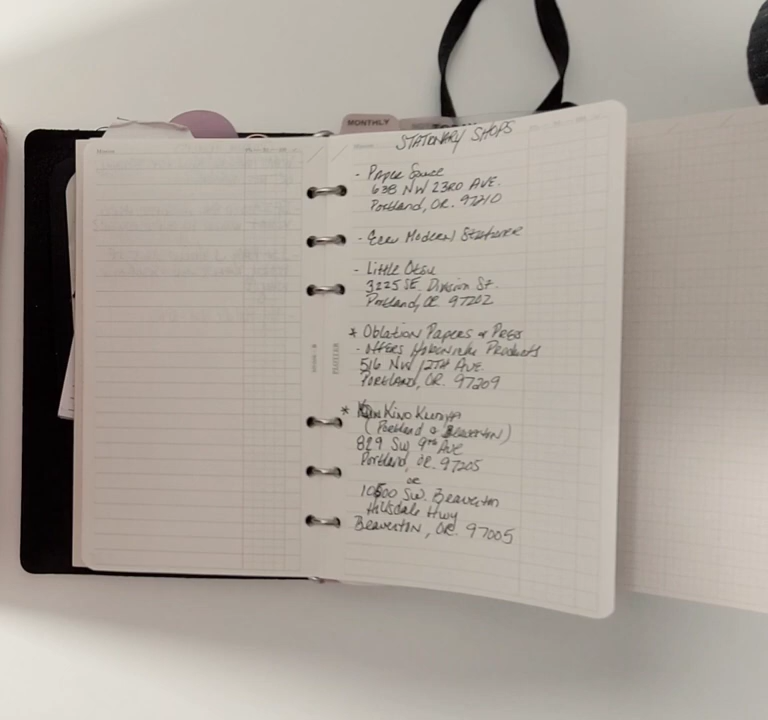 MONTHLY
STATIONARY SHOPS
- Paper Source
638 NW 23RD AVE.
Portland, OR. 97210
- Ecru Modern Stationer
- Little Otsu
3225 SE. Division St.
Portland, OR 97202
* Oblation Papers & Press
- offers Hobonichi Products
516 NW 12TH AVE.
PORTLAND, OR. 97209
* Kino Kuniya
(Portland & Beaverton)
829 SW 9TH AVE
Portland, OR. 97205
or
10500 SW. Beaverton
Hillsdale Hwy
Beaverton, OR. 97005